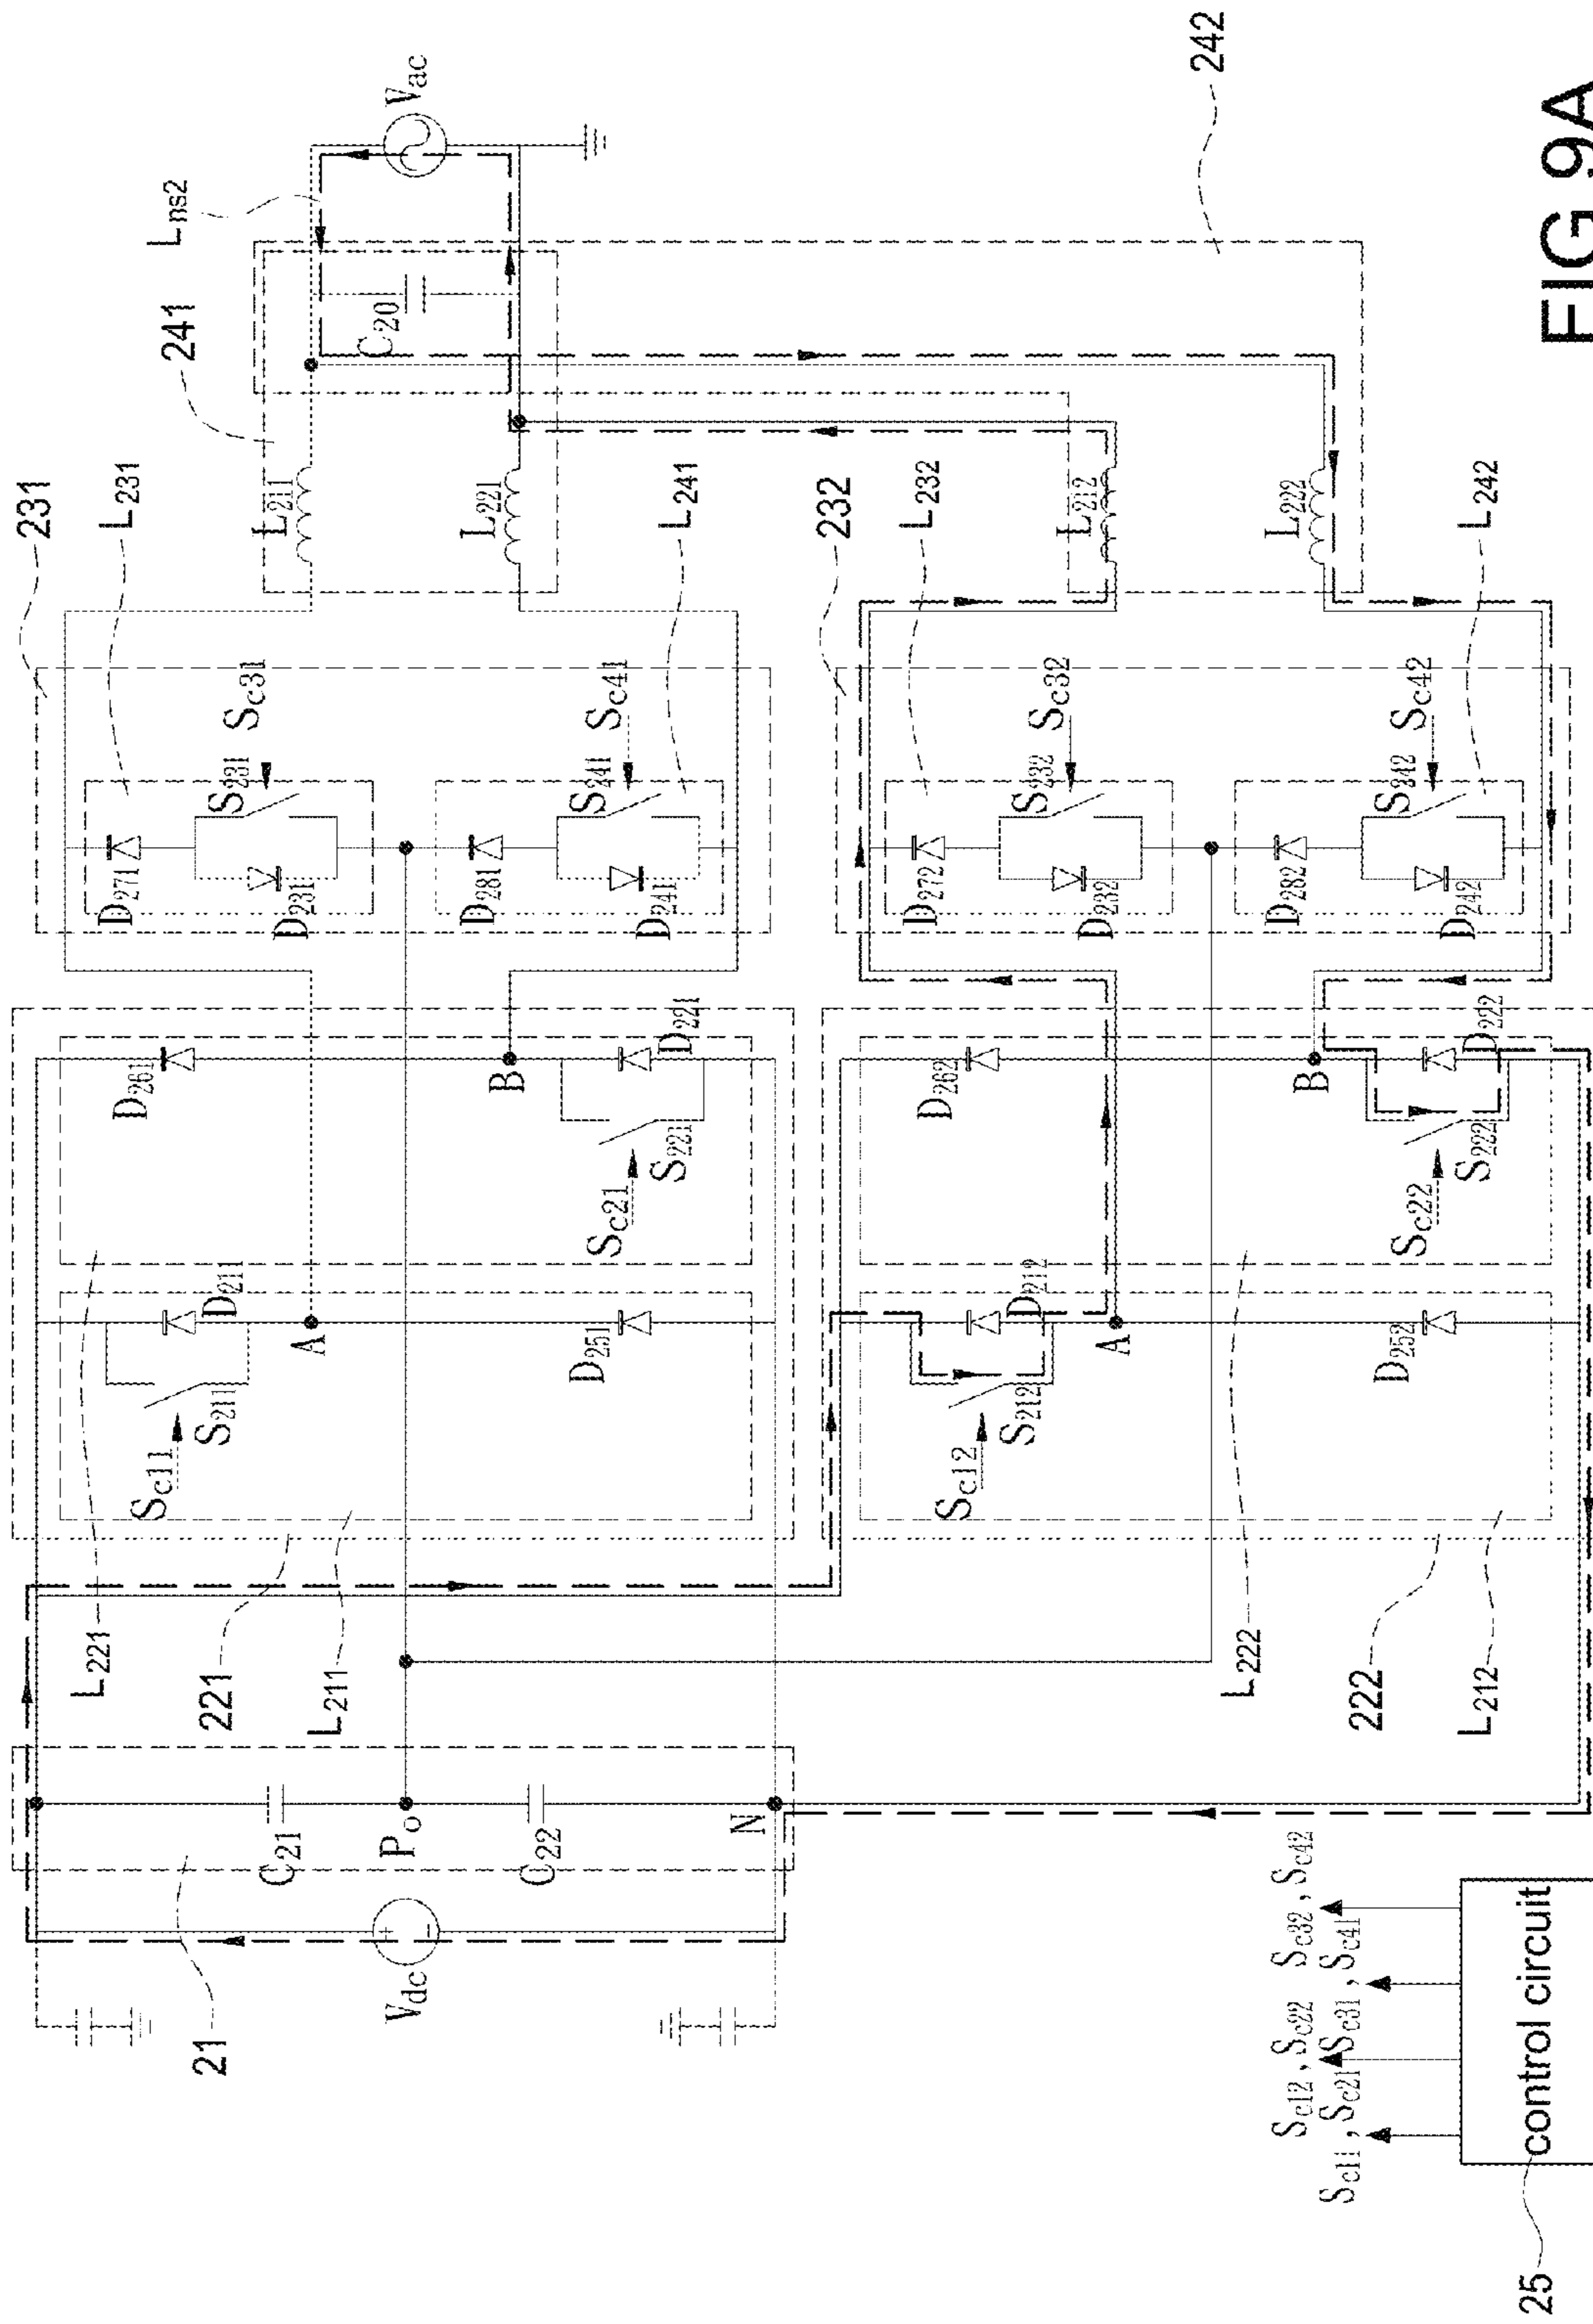 FIG.9A
L211
L221
L212
L222
C20
Vac
Lns2
241
242
231
L231
L241
Sc31
Sc41
S231
S241
D271
D231
D281
D241
232
L232
L242
Sc32
Sc42
S232
S242
D272
D232
D282
D242
D261
B
D221
S221
Sc21
D211
A
D251
S211
Sc11
L221
221
L211
D262
B
D222
S222
Sc22
D212
A
D252
S212
Sc12
L222
222
L212
C21
Po
C22
N
Vdc
21
Sc12 , Sc22 Sc32 , Sc42
Sc11 , Sc21 Sc31 , Sc41
control circuit
25